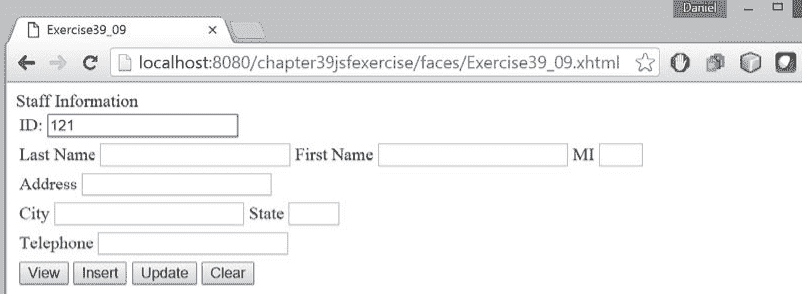 Daniel
Exercise39_09
localhost:8080/chapter39jsfexercise/faces/Exercise39_09.xhtml
Staff Information
ID: 121
Last Name First Name MI
Address
City State
Telephone
View Insert Update Clear